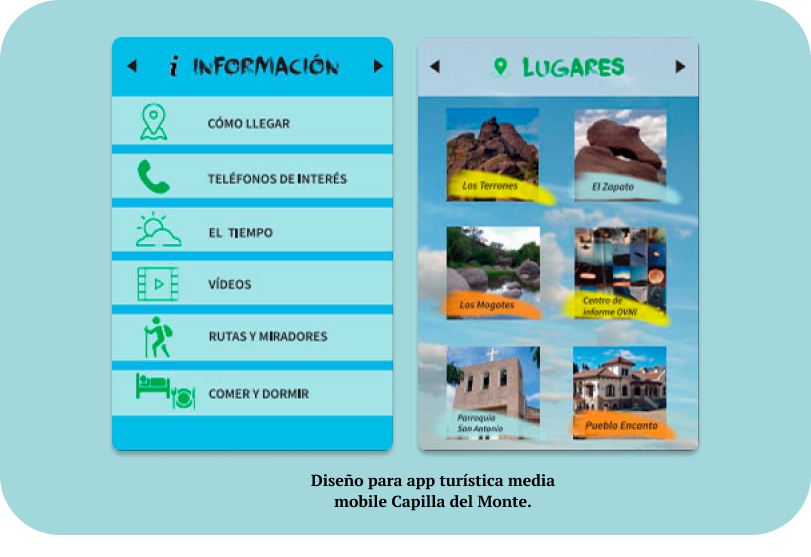 i INFORMACIÓN
CÓMO LLEGAR
TELÉFONOS DE INTERÉS
EL TIEMPO
VÍDEOS
RUTAS Y MIRADORES
COMER Y DORMIR
LUGARES
Los Terrones
El Zapato
Los Mogotes
Centro de
informe OVNI
Parroquia
San Antonio
Pueblo Encanto
Diseño para app turística media
mobile Capilla del Monte.